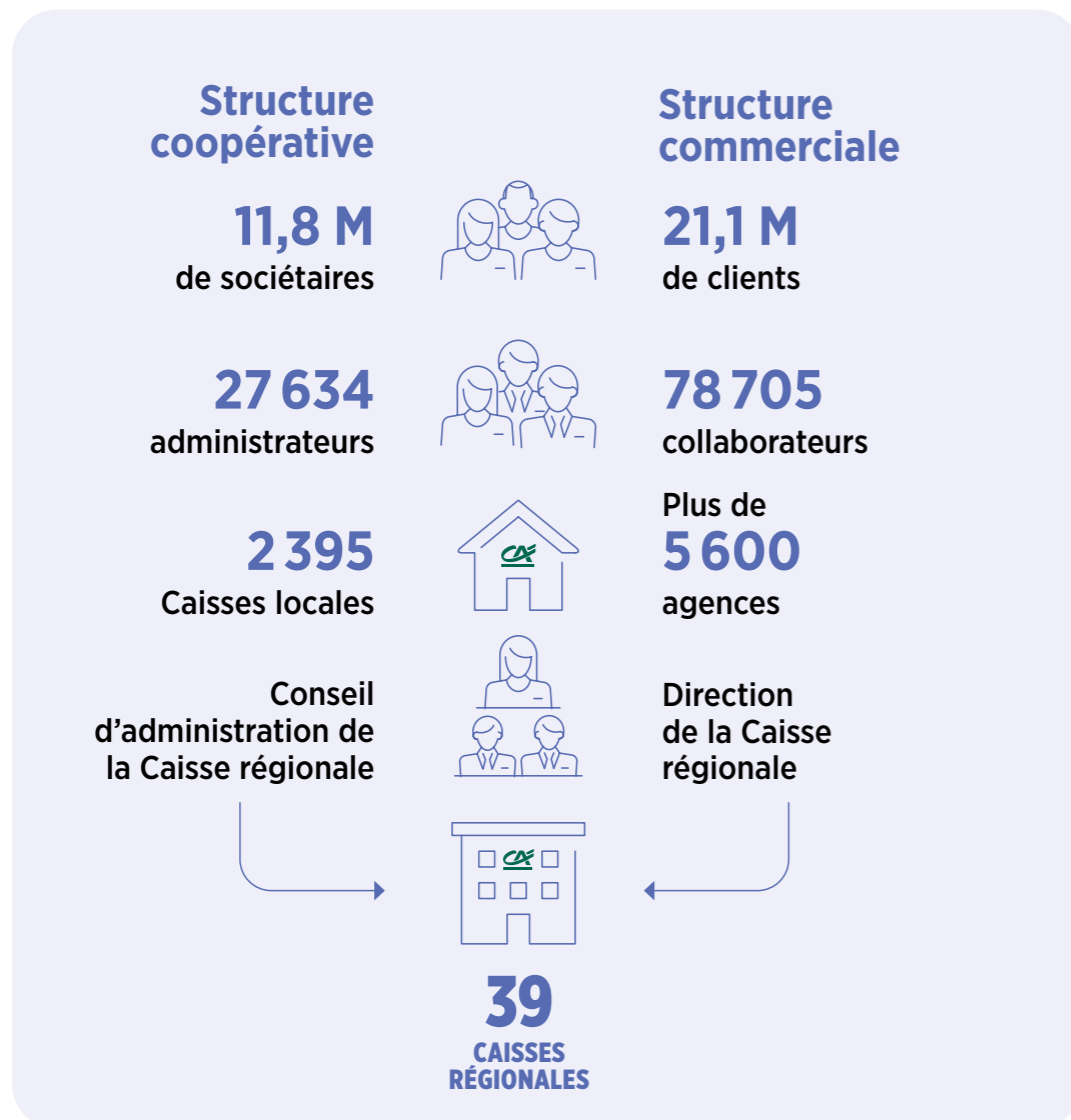 Structure
coopérative
Structure
commerciale
11,8 M
de sociétaires
21,1 M
de clients
27 634
administrateurs
78 705
collaborateurs
2 395
Caisses locales
Plus de
5 600
agences
CA
Conseil
d’administration de
la Caisse régionale
Direction
de la Caisse
régionale
CA
39
CAISSES
RÉGIONALES